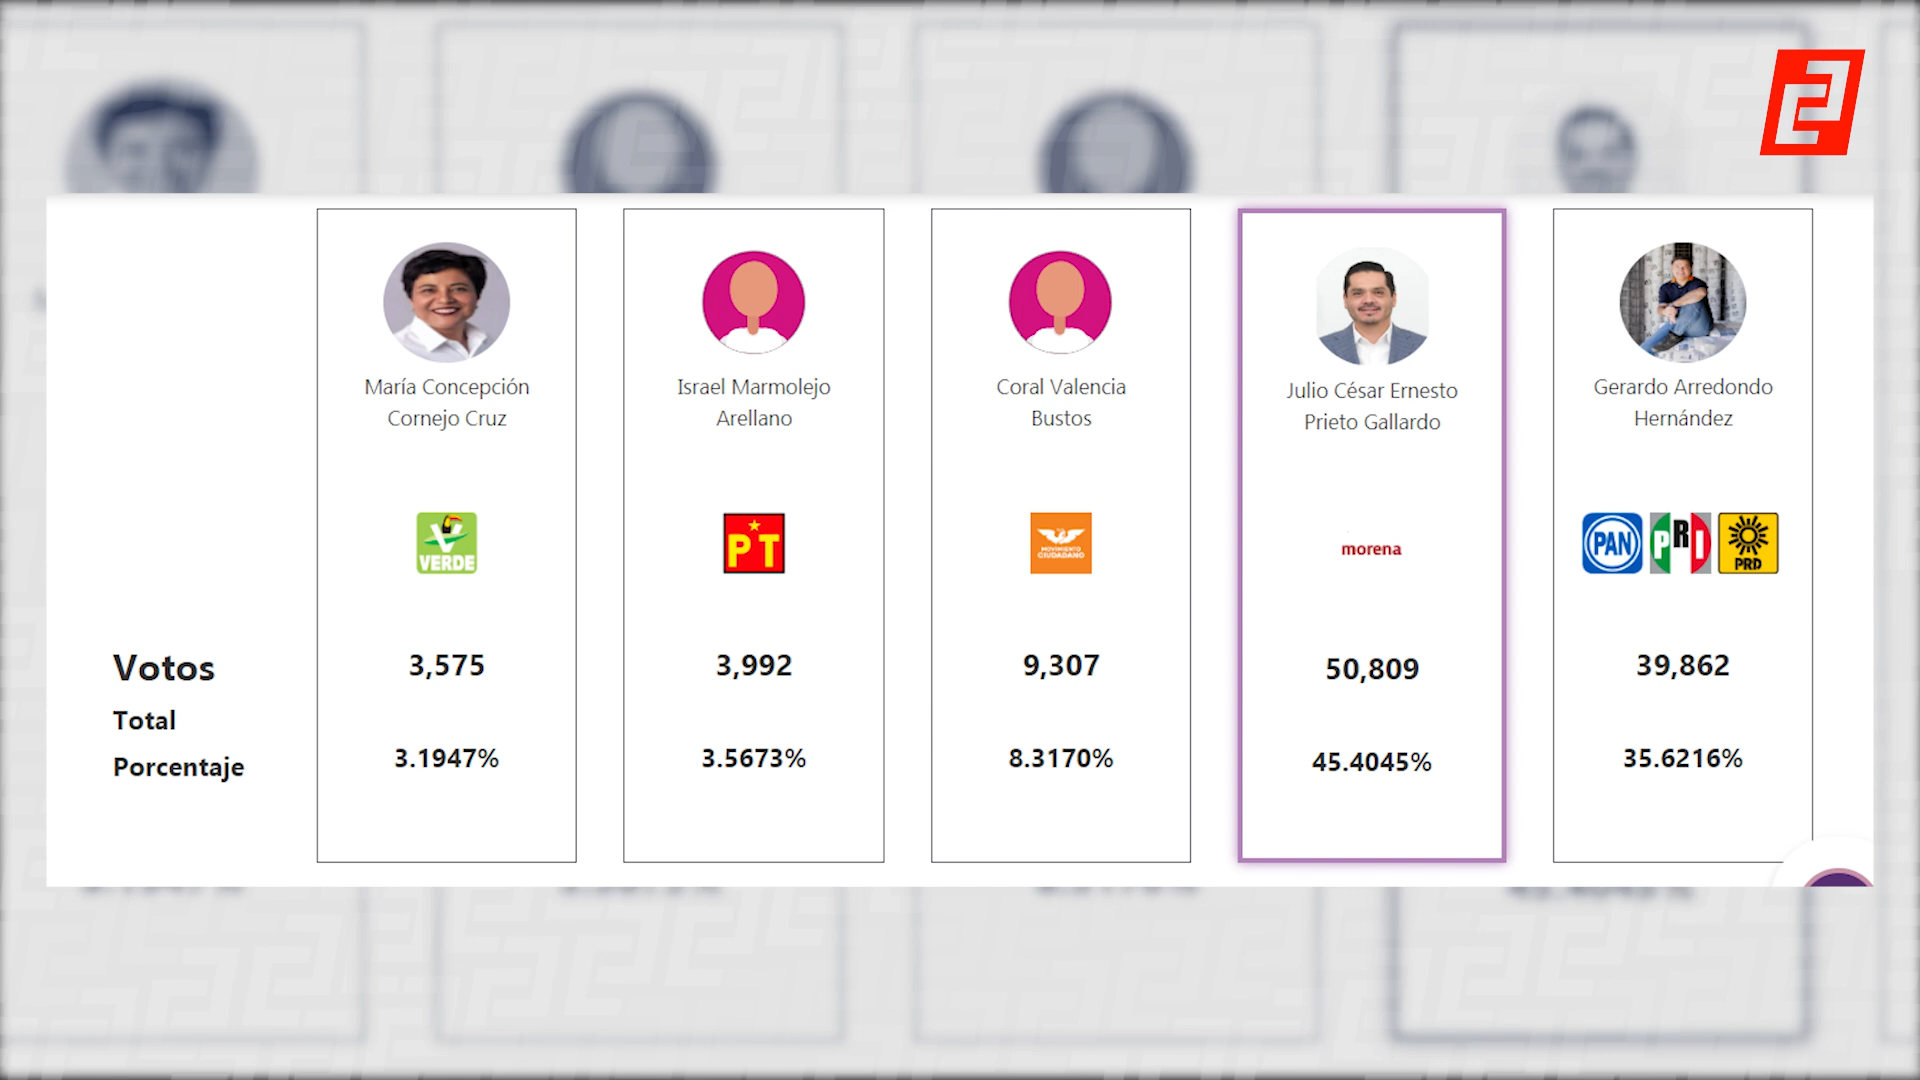 María Concepción
Cornejo Cruz
Israel Marmolejo
Arellano
Coral Valencia
Bustos
Julio César Ernesto
Prieto Gallardo
Gerardo Arredondo
Hernández
VERDE
PT
MOVIMIENTO
CIUDADANO
morena
PAN
PRI
PRD
Votos 3,575 3,992 9,307 50,809 39,862
Total
Porcentaje 3.1947% 3.5673% 8.3170% 45.4045% 35.6216%